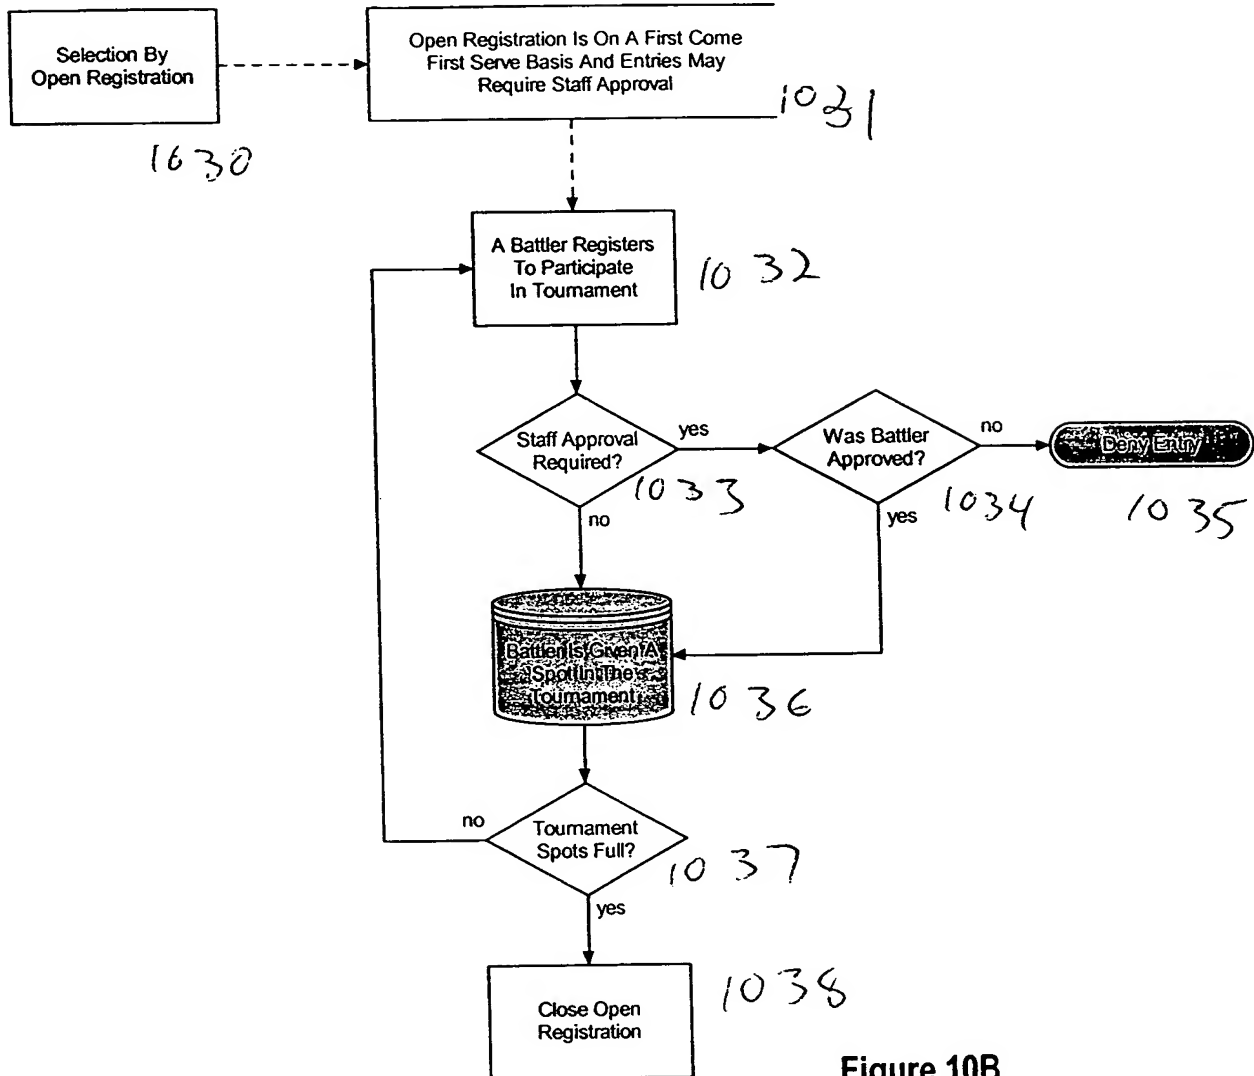 Selection By
Open Registration
1030
Open Registration Is On A First Come
First Serve Basis And Entries May
Require Staff Approval
1031
A Battler Registers
To Participate
In Tournament
1032
Staff Approval
Required?
yes
1033
no
Was Battler
Approved?
no
1034
yes
Deny Entry
1035
Battler Is Given A
Spot In The
Tournament
1036
Tournament
Spots Full?
no
1037
yes
Close Open
Registration
1038
Figure 10B